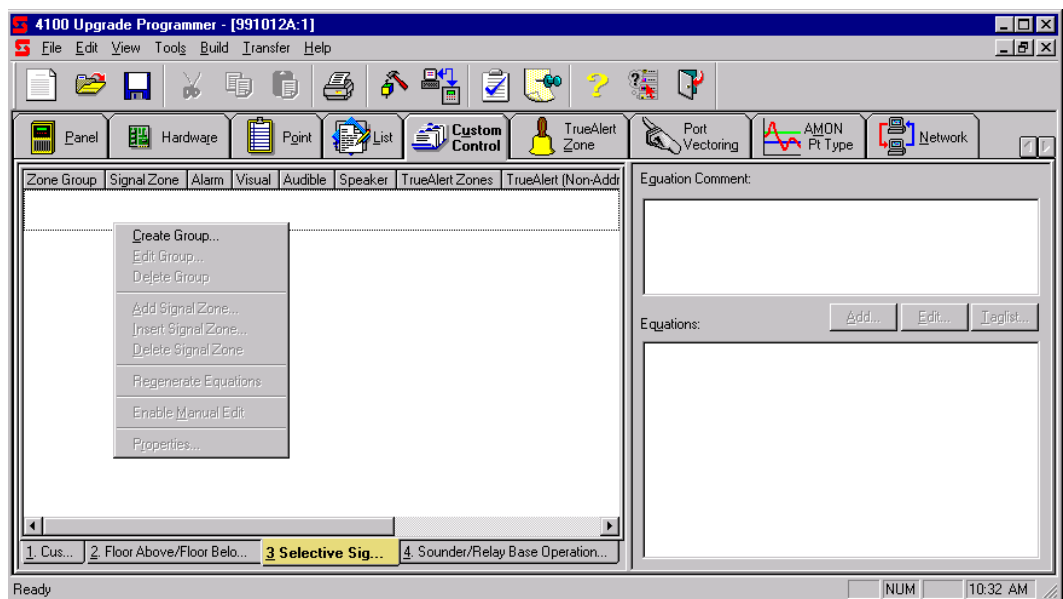 4100 Upgrade Programmer - [991012A:1]
File Edit View Tools Build Transfer Help
Panel Hardware Point List Custom Control TrueAlert Zone Port Vectoring AMON Pt Type Network
Zone Group Signal Zone Alarm Visual Audible Speaker TrueAlert Zones TrueAlert (Non-Addr
Create Group...
Edit Group...
Delete Group
Add Signal Zone...
Insert Signal Zone...
Delete Signal Zone
Regenerate Equations
Enable Manual Edit
Properties...
1. Cus... 2. Floor Above/Floor Belo... 3 Selective Sig... 4. Sounder/Relay Base Operation...
Equation Comment:
Equations: Add... Edit... Taglist...
Ready NUM 10:32 AM